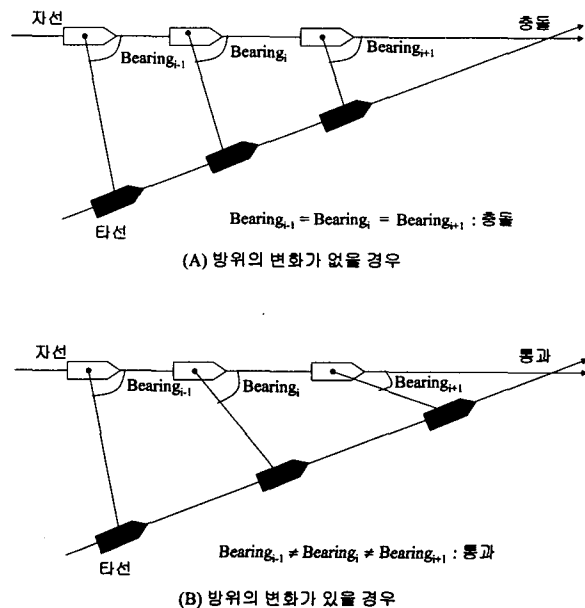 자선
충돌
Bearing_{i-1}
Bearing_i
Bearing_{i+1}
타선
Bearing_{i-1} = Bearing_i = Bearing_{i+1} : 충돌
(A) 방위의 변화가 없을 경우
자선
통과
Bearing_{i-1}
Bearing_i
Bearing_{i+1}
타선
Bearing_{i-1} ≠ Bearing_i ≠ Bearing_{i+1} : 통과
(B) 방위의 변화가 있을 경우